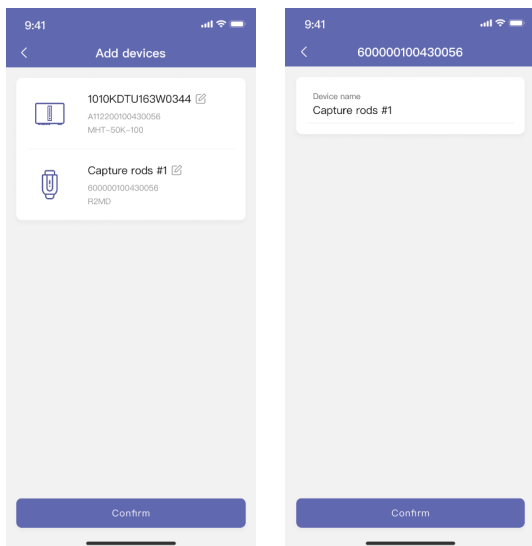 9:41
Add devices
1010KDTU163W0344
A112200100430056
MHT-50K-100
Capture rods #1
600000100430056
R2MD
Confirm
9:41
600000100430056
Device name
Capture rods #1
Confirm